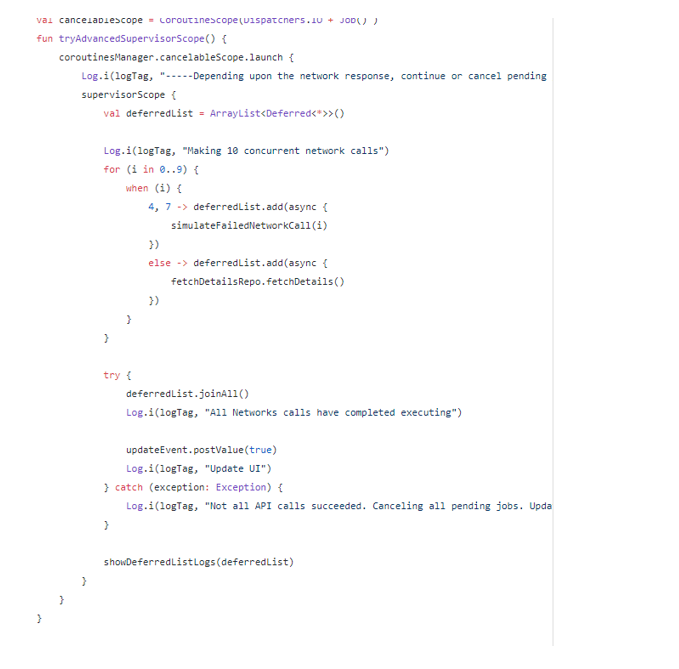 val cancelableScope = CoroutineScope(Dispatchers.IO + Job() )
fun tryAdvancedSupervisorScope() {
    coroutinesManager.cancelableScope.launch {
        Log.i(logTag, "-----Depending upon the network response, continue or cancel pending
        supervisorScope {
            val deferredList = ArrayList<Deferred<*>>()
            Log.i(logTag, "Making 10 concurrent network calls")
            for (i in 0..9) {
                when (i) {
                    4, 7 -> deferredList.add(async {
                        simulateFailedNetworkCall(i)
                    })
                    else -> deferredList.add(async {
                        fetchDetailsRepo.fetchDetails()
                    })
                }
            }
            try {
                deferredList.joinAll()
                Log.i(logTag, "All Networks calls have completed executing")
                updateEvent.postValue(true)
                Log.i(logTag, "Update UI")
            } catch (exception: Exception) {
                Log.i(logTag, "Not all API calls succeeded. Canceling all pending jobs. Upda
            }
            showDeferredListLogs(deferredList)
        }
    }
}